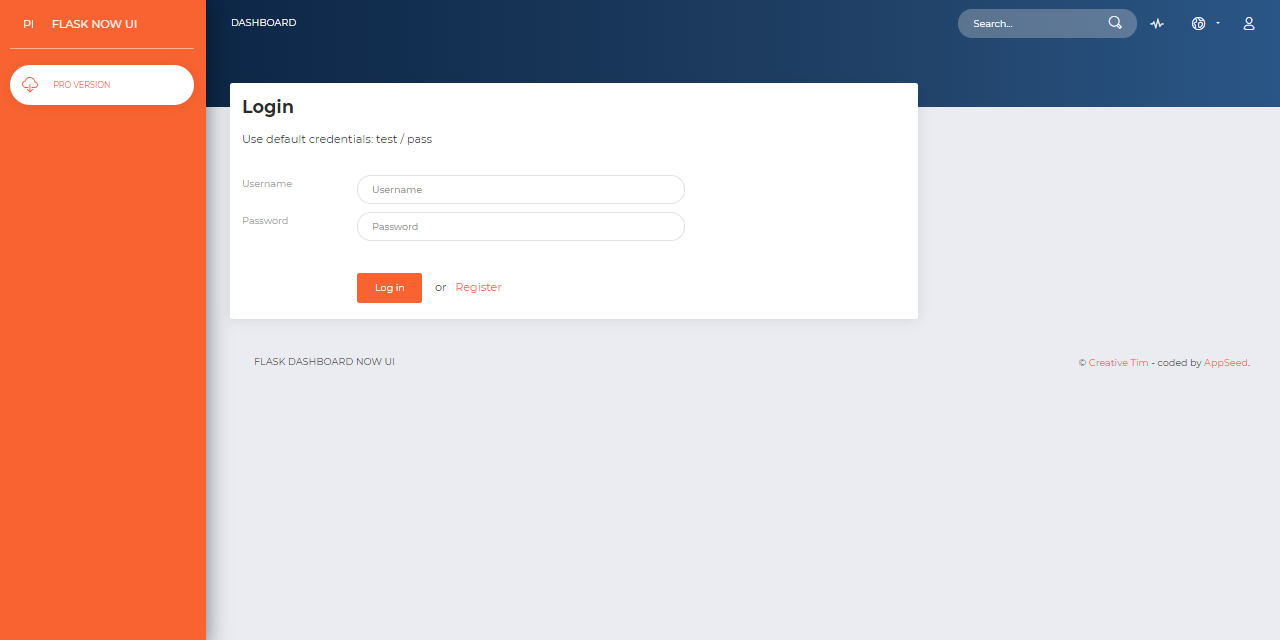 PI FLASK NOW UI
PRO VERSION
DASHBOARD
Search...
Login
Use default credentials: test / pass
Username
Username
Password
Password
Log in or Register
FLASK DASHBOARD NOW UI
© Creative Tim - coded by AppSeed.